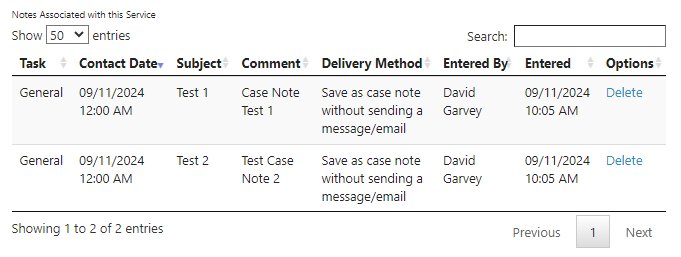 Notes Associated with this Service
Show 50 entries Search:
Task Contact Date Subject Comment Delivery Method Entered By Entered Options
General 09/11/2024 Test 1 Case Note Save as case note David 09/11/2024 Delete
12:00 AM Test 1 without sending a Garvey 10:05 AM
message/email
General 09/11/2024 Test 2 Test Case Save as case note David 09/11/2024 Delete
12:00 AM Note 2 without sending a Garvey 10:05 AM
message/email
Showing 1 to 2 of 2 entries Previous 1 Next